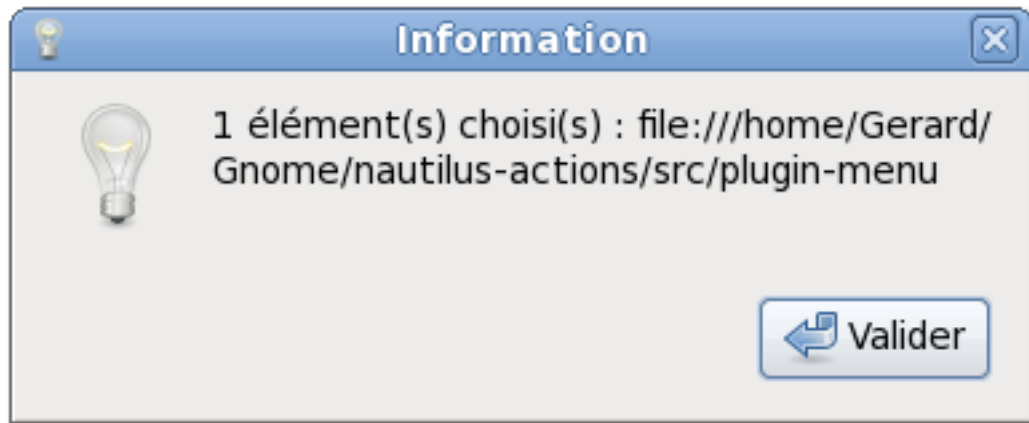 Information
1 élément(s) choisi(s) : file:///home/Gerard/
Gnome/nautilus-actions/src/plugin-menu
Valider